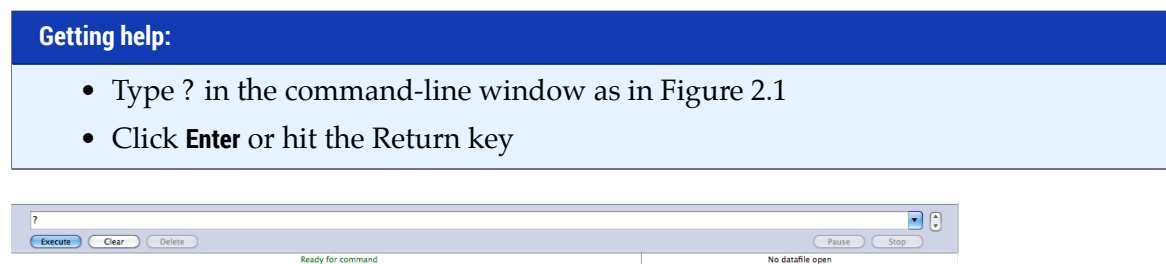 Getting help:
• Type ? in the command-line window as in Figure 2.1
• Click Enter or hit the Return key
?
Execute Clear Delete Pause Stop
Ready for command No datafile open